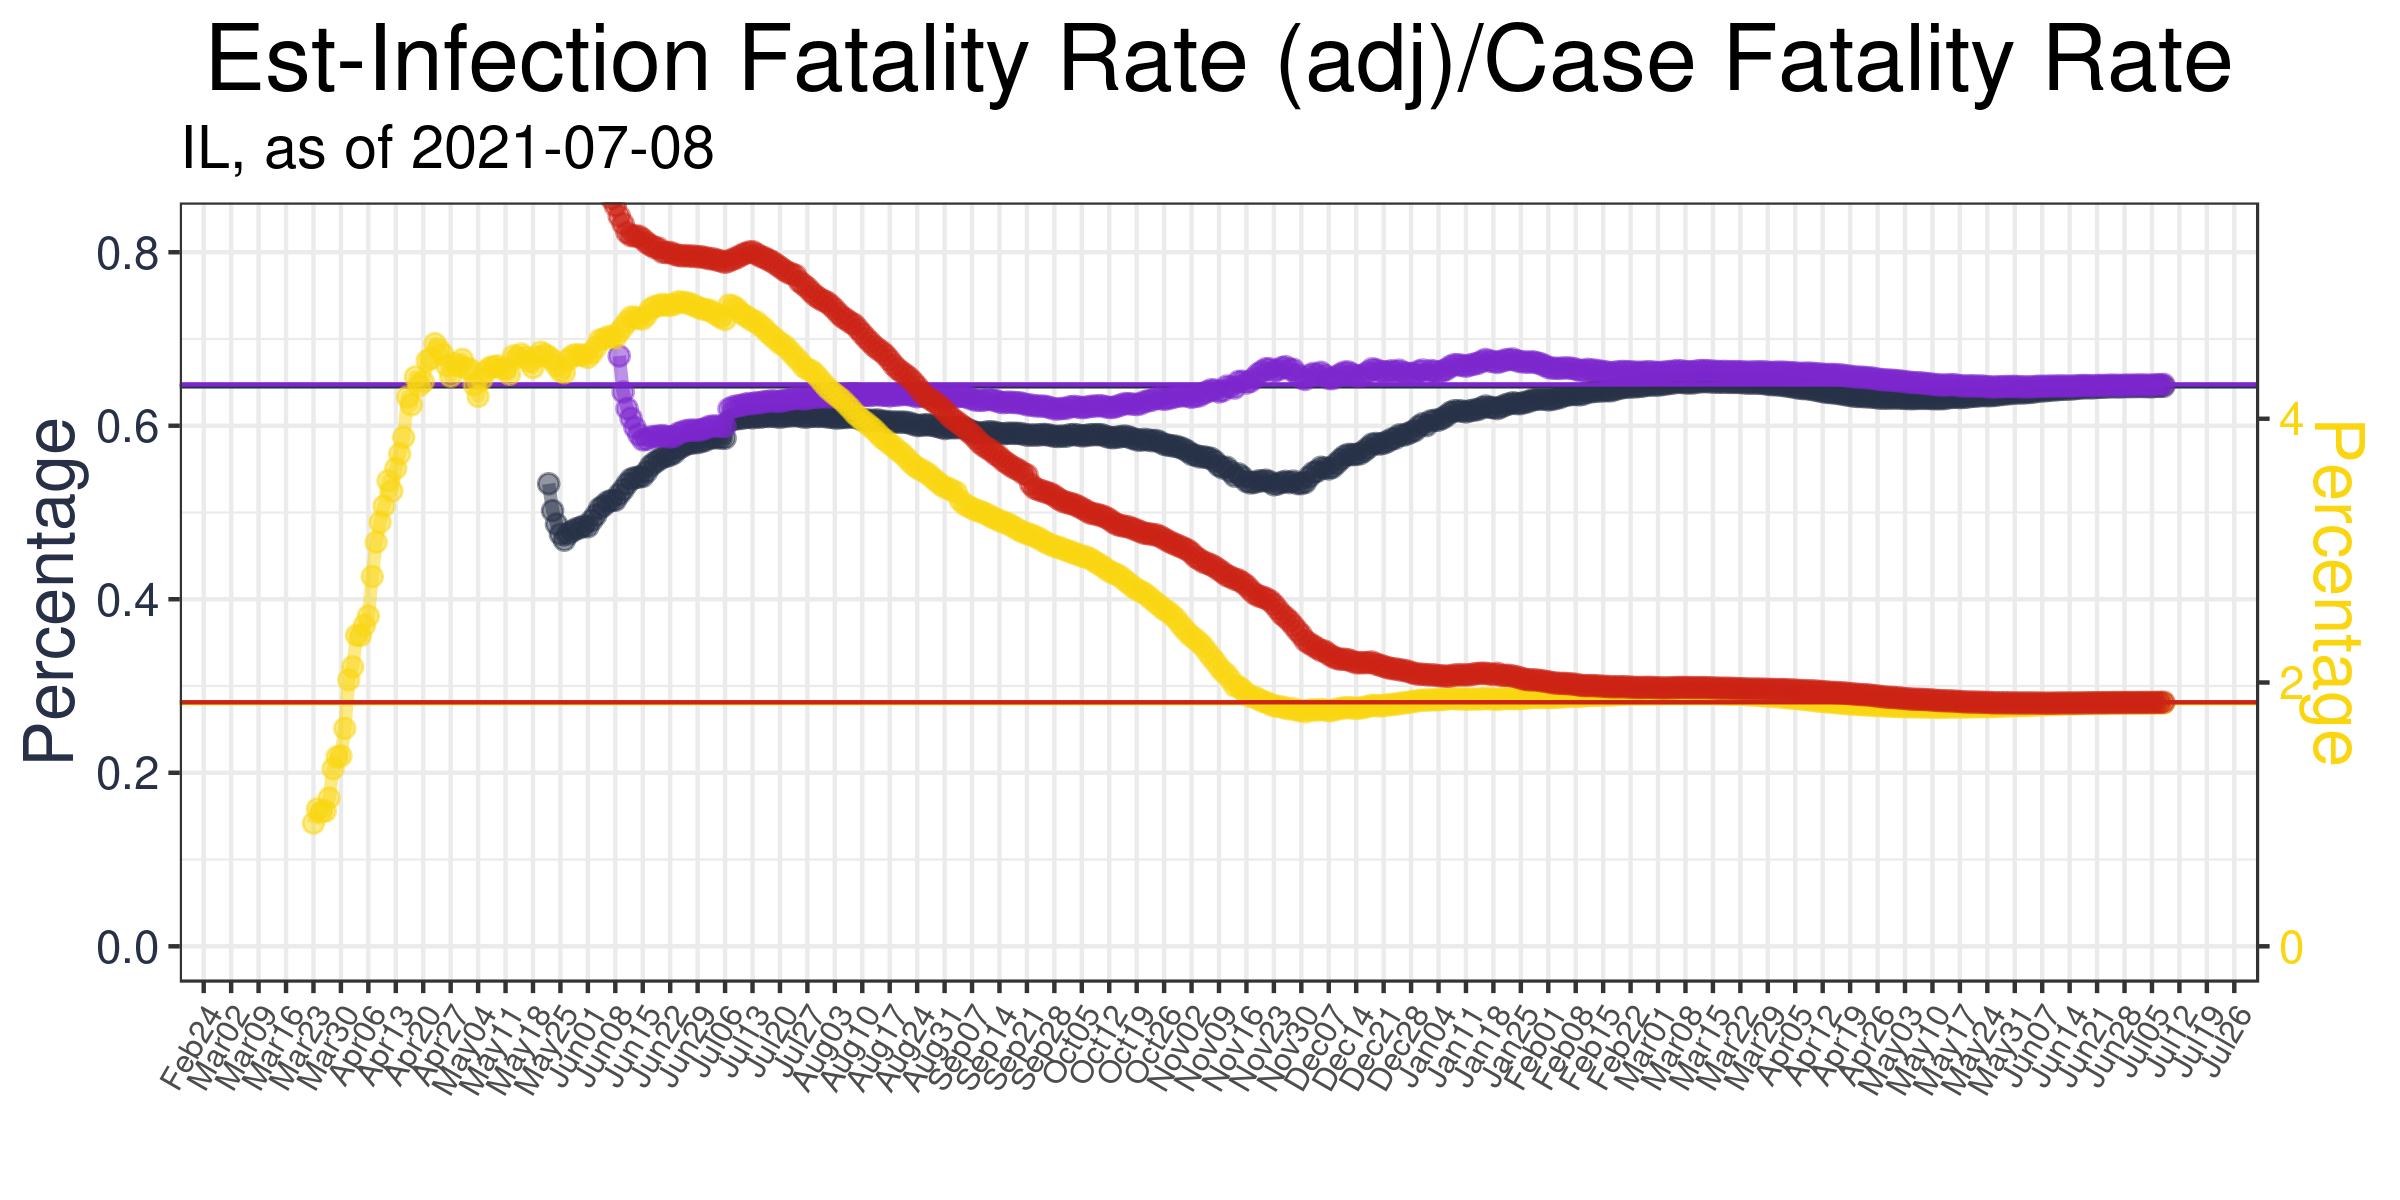 Est-Infection Fatality Rate (adj)/Case Fatality Rate
IL, as of 2021-07-08
Percentage
0.8
0.6
0.4
0.2
0.0
4
2
0
Percentage
Feb24
Mar02
Mar09
Mar16
Mar23
Mar30
Apr06
Apr13
Apr20
Apr27
May04
May11
May18
May25
Jun01
Jun08
Jun15
Jun22
Jun29
Jul06
Jul13
Jul20
Jul27
Aug03
Aug10
Aug17
Aug24
Aug31
Sep07
Sep14
Sep21
Sep28
Oct05
Oct12
Oct19
Oct26
Nov02
Nov09
Nov16
Nov23
Nov30
Dec07
Dec14
Dec21
Dec28
Jan04
Jan11
Jan18
Jan25
Feb01
Feb08
Feb15
Feb22
Mar01
Mar08
Mar15
Mar22
Mar29
Apr05
Apr12
Apr19
Apr26
May03
May10
May17
May24
May31
Jun07
Jun14
Jun21
Jun28
Jul05
Jul12
Jul19
Jul26